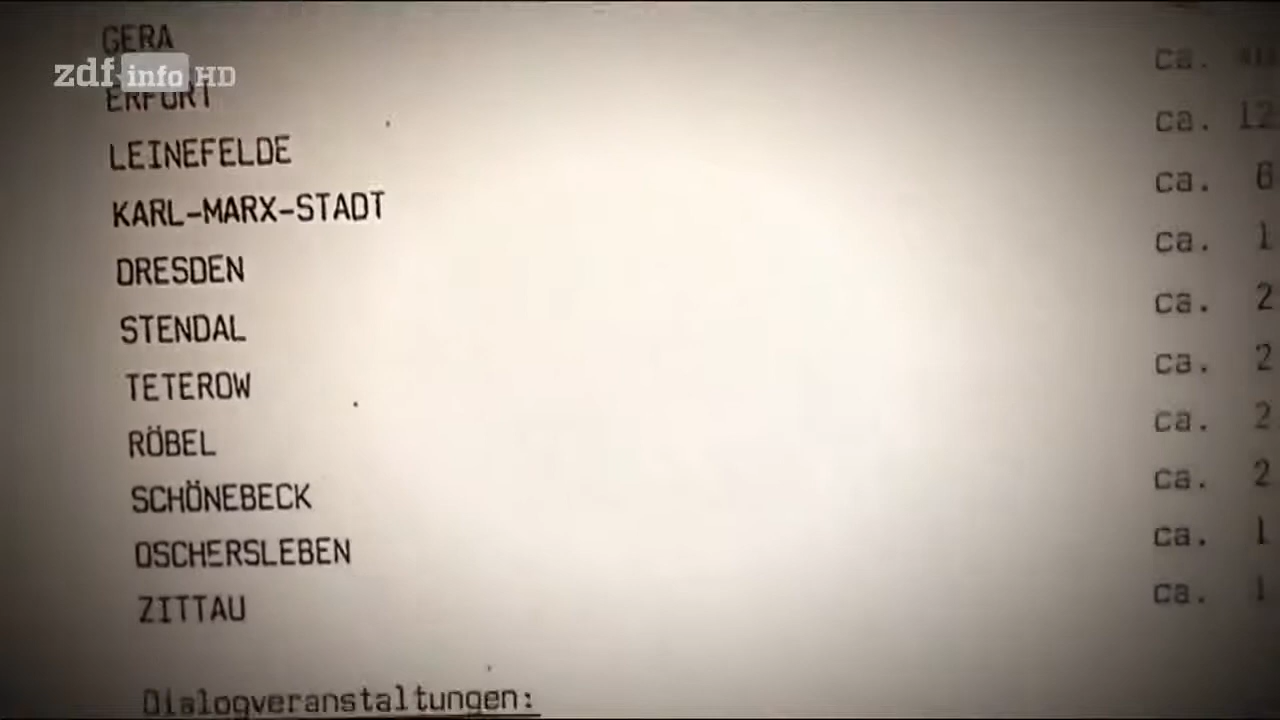 GERA
zdf info HD
ERFURT ca.
LEINEFELDE ca. 12
KARL-MARX-STADT ca. 6
DRESDEN ca. 1
STENDAL ca. 2
TETEROW ca. 2
RÖBEL ca. 2
SCHÖNEBECK ca. 2
OSCHERSLEBEN ca. 1
ZITTAU ca. 1
Dialogveranstaltungen: